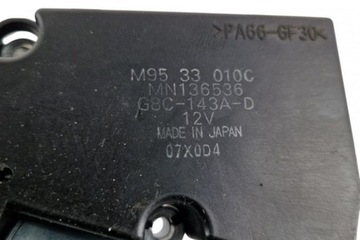 >PA66-GF30<
M95 33 010C
MN136536
G8C-143A-D
12V
MADE IN JAPAN
07X0D4